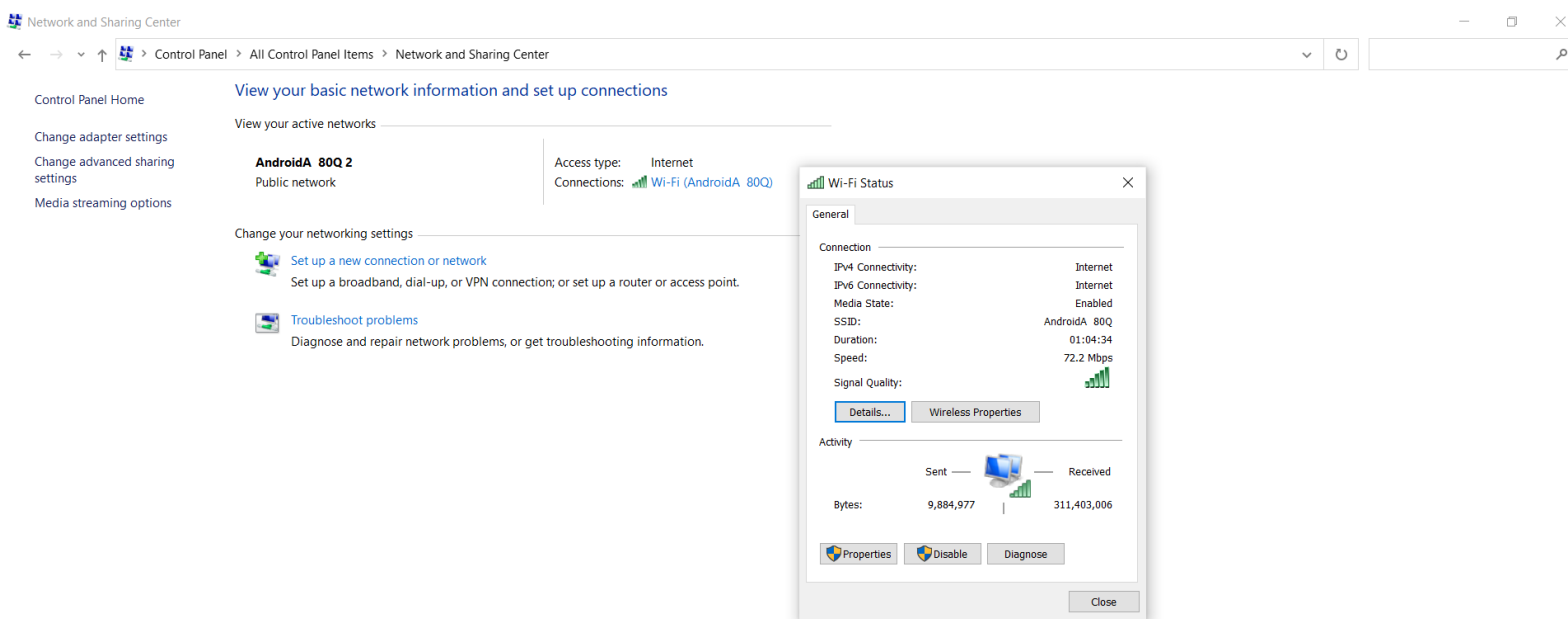 Network and Sharing Center
Control Panel > All Control Panel Items > Network and Sharing Center
Control Panel Home
Change adapter settings
Change advanced sharing
settings
Media streaming options
View your basic network information and set up connections
View your active networks
AndroidA 80Q 2
Public network
Access type: Internet
Connections: Wi-Fi (AndroidA 80Q)
Change your networking settings
Set up a new connection or network
Set up a broadband, dial-up, or VPN connection; or set up a router or access point.
Troubleshoot problems
Diagnose and repair network problems, or get troubleshooting information.
Wi-Fi Status
General
Connection
IPv4 Connectivity: Internet
IPv6 Connectivity: Internet
Media State: Enabled
SSID: AndroidA 80Q
Duration: 01:04:34
Speed: 72.2 Mbps
Signal Quality:
Details... Wireless Properties
Activity
Sent Received
Bytes: 9,884,977 311,403,006
Properties Disable Diagnose
Close